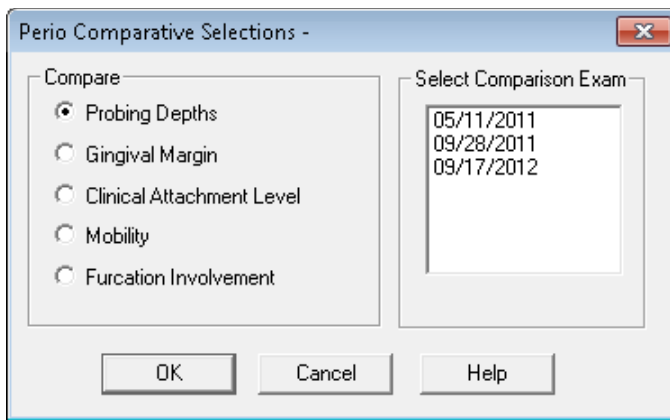 Perio Comparative Selections -
Compare
Probing Depths
Gingival Margin
Clinical Attachment Level
Mobility
Furcation Involvement
Select Comparison Exam
05/11/2011
09/28/2011
09/17/2012
OK
Cancel
Help